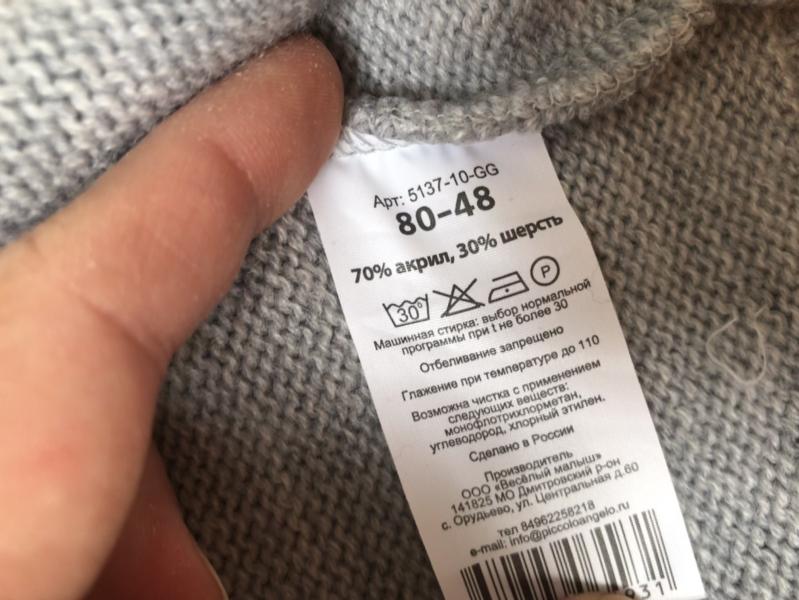 Арт: 5137-10-GG
80-48
70% акрил, 30% шерсть
30° P
Машинная стирка: выбор нормальной
программы при t не более 30
Отбеливание запрещено
Глажение при температуре до 110
Возможна чистка с применением
следующих веществ:
монофлотрихлорметан,
углеводород, хлорный этилен.
Сделано в России
Производитель
ООО «Весёлый малыш»
141825 МО Дмитровский р-он
с. Орудьево, ул. Центральная д.60
тел 84962258218
e-mail: info@piccoloangelo.ru
931